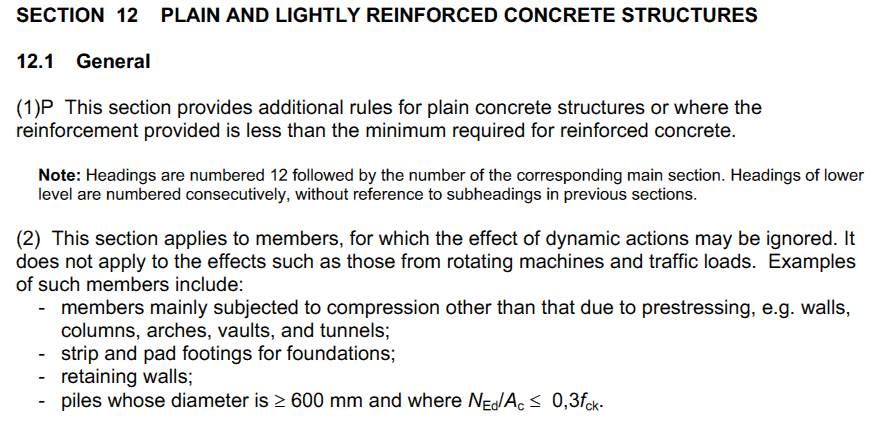 SECTION 12 PLAIN AND LIGHTLY REINFORCED CONCRETE STRUCTURES
12.1 General
(1)P This section provides additional rules for plain concrete structures or where the
reinforcement provided is less than the minimum required for reinforced concrete.
Note: Headings are numbered 12 followed by the number of the corresponding main section. Headings of lower
level are numbered consecutively, without reference to subheadings in previous sections.
(2) This section applies to members, for which the effect of dynamic actions may be ignored. It
does not apply to the effects such as those from rotating machines and traffic loads. Examples
of such members include:
- members mainly subjected to compression other than that due to prestressing, e.g. walls,
columns, arches, vaults, and tunnels;
- strip and pad footings for foundations;
- retaining walls;
- piles whose diameter is ≥ 600 mm and where NEd/Ac ≤ 0,3fck.